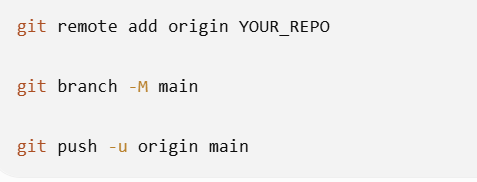 git remote add origin YOUR_REPO
git branch -M main
git push -u origin main